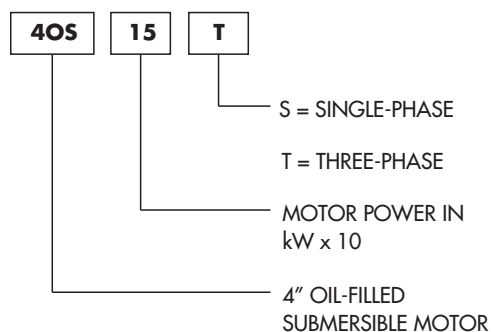 4OS 15 T
S = SINGLE-PHASE
T = THREE-PHASE
MOTOR POWER IN
kW x 10
4” OIL-FILLED
SUBMERSIBLE MOTOR